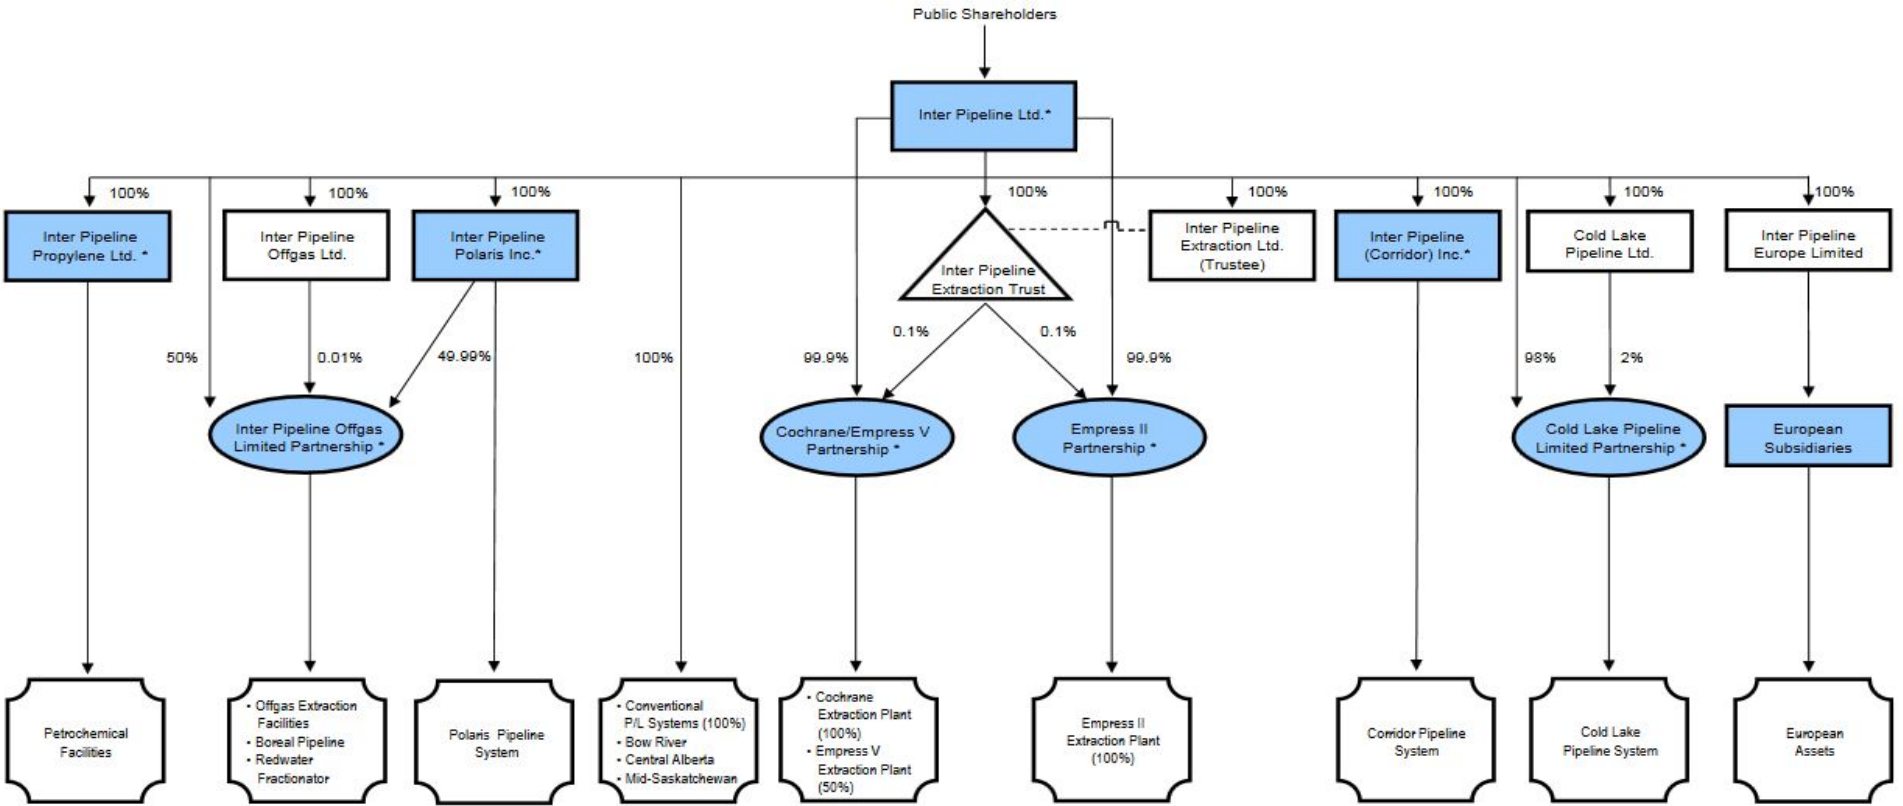 Public Shareholders
Inter Pipeline Ltd.*
100%
100%
100%
100%
100%
100%
100%
100%
Inter Pipeline
Propylene Ltd. *
Inter Pipeline
Offgas Ltd.
Inter Pipeline
Polaris Inc.*
Inter Pipeline
Extraction Trust
Inter Pipeline
Extraction Ltd.
(Trustee)
Inter Pipeline
(Corridor) Inc.*
Cold Lake
Pipeline Ltd.
Inter Pipeline
Europe Limited
50%
0.01%
49.99%
100%
99.9%
0.1%
0.1%
99.9%
98%
2%
Inter Pipeline Offgas
Limited Partnership *
Cochrane/Empress V
Partnership *
Empress II
Partnership *
Cold Lake Pipeline
Limited Partnership *
European
Subsidiaries
Petrochemical
Facilities
• Offgas Extraction
Facilities
• Boreal Pipeline
• Redwater
Fractionator
Polaris Pipeline
System
• Conventional
P/L Systems (100%)
• Bow River
• Central Alberta
• Mid-Saskatchewan
• Cochrane
Extraction Plant
(100%)
• Empress V
Extraction Plant
(50%)
Empress II
Extraction Plant
(100%)
Corridor Pipeline
System
Cold Lake
Pipeline System
European
Assets